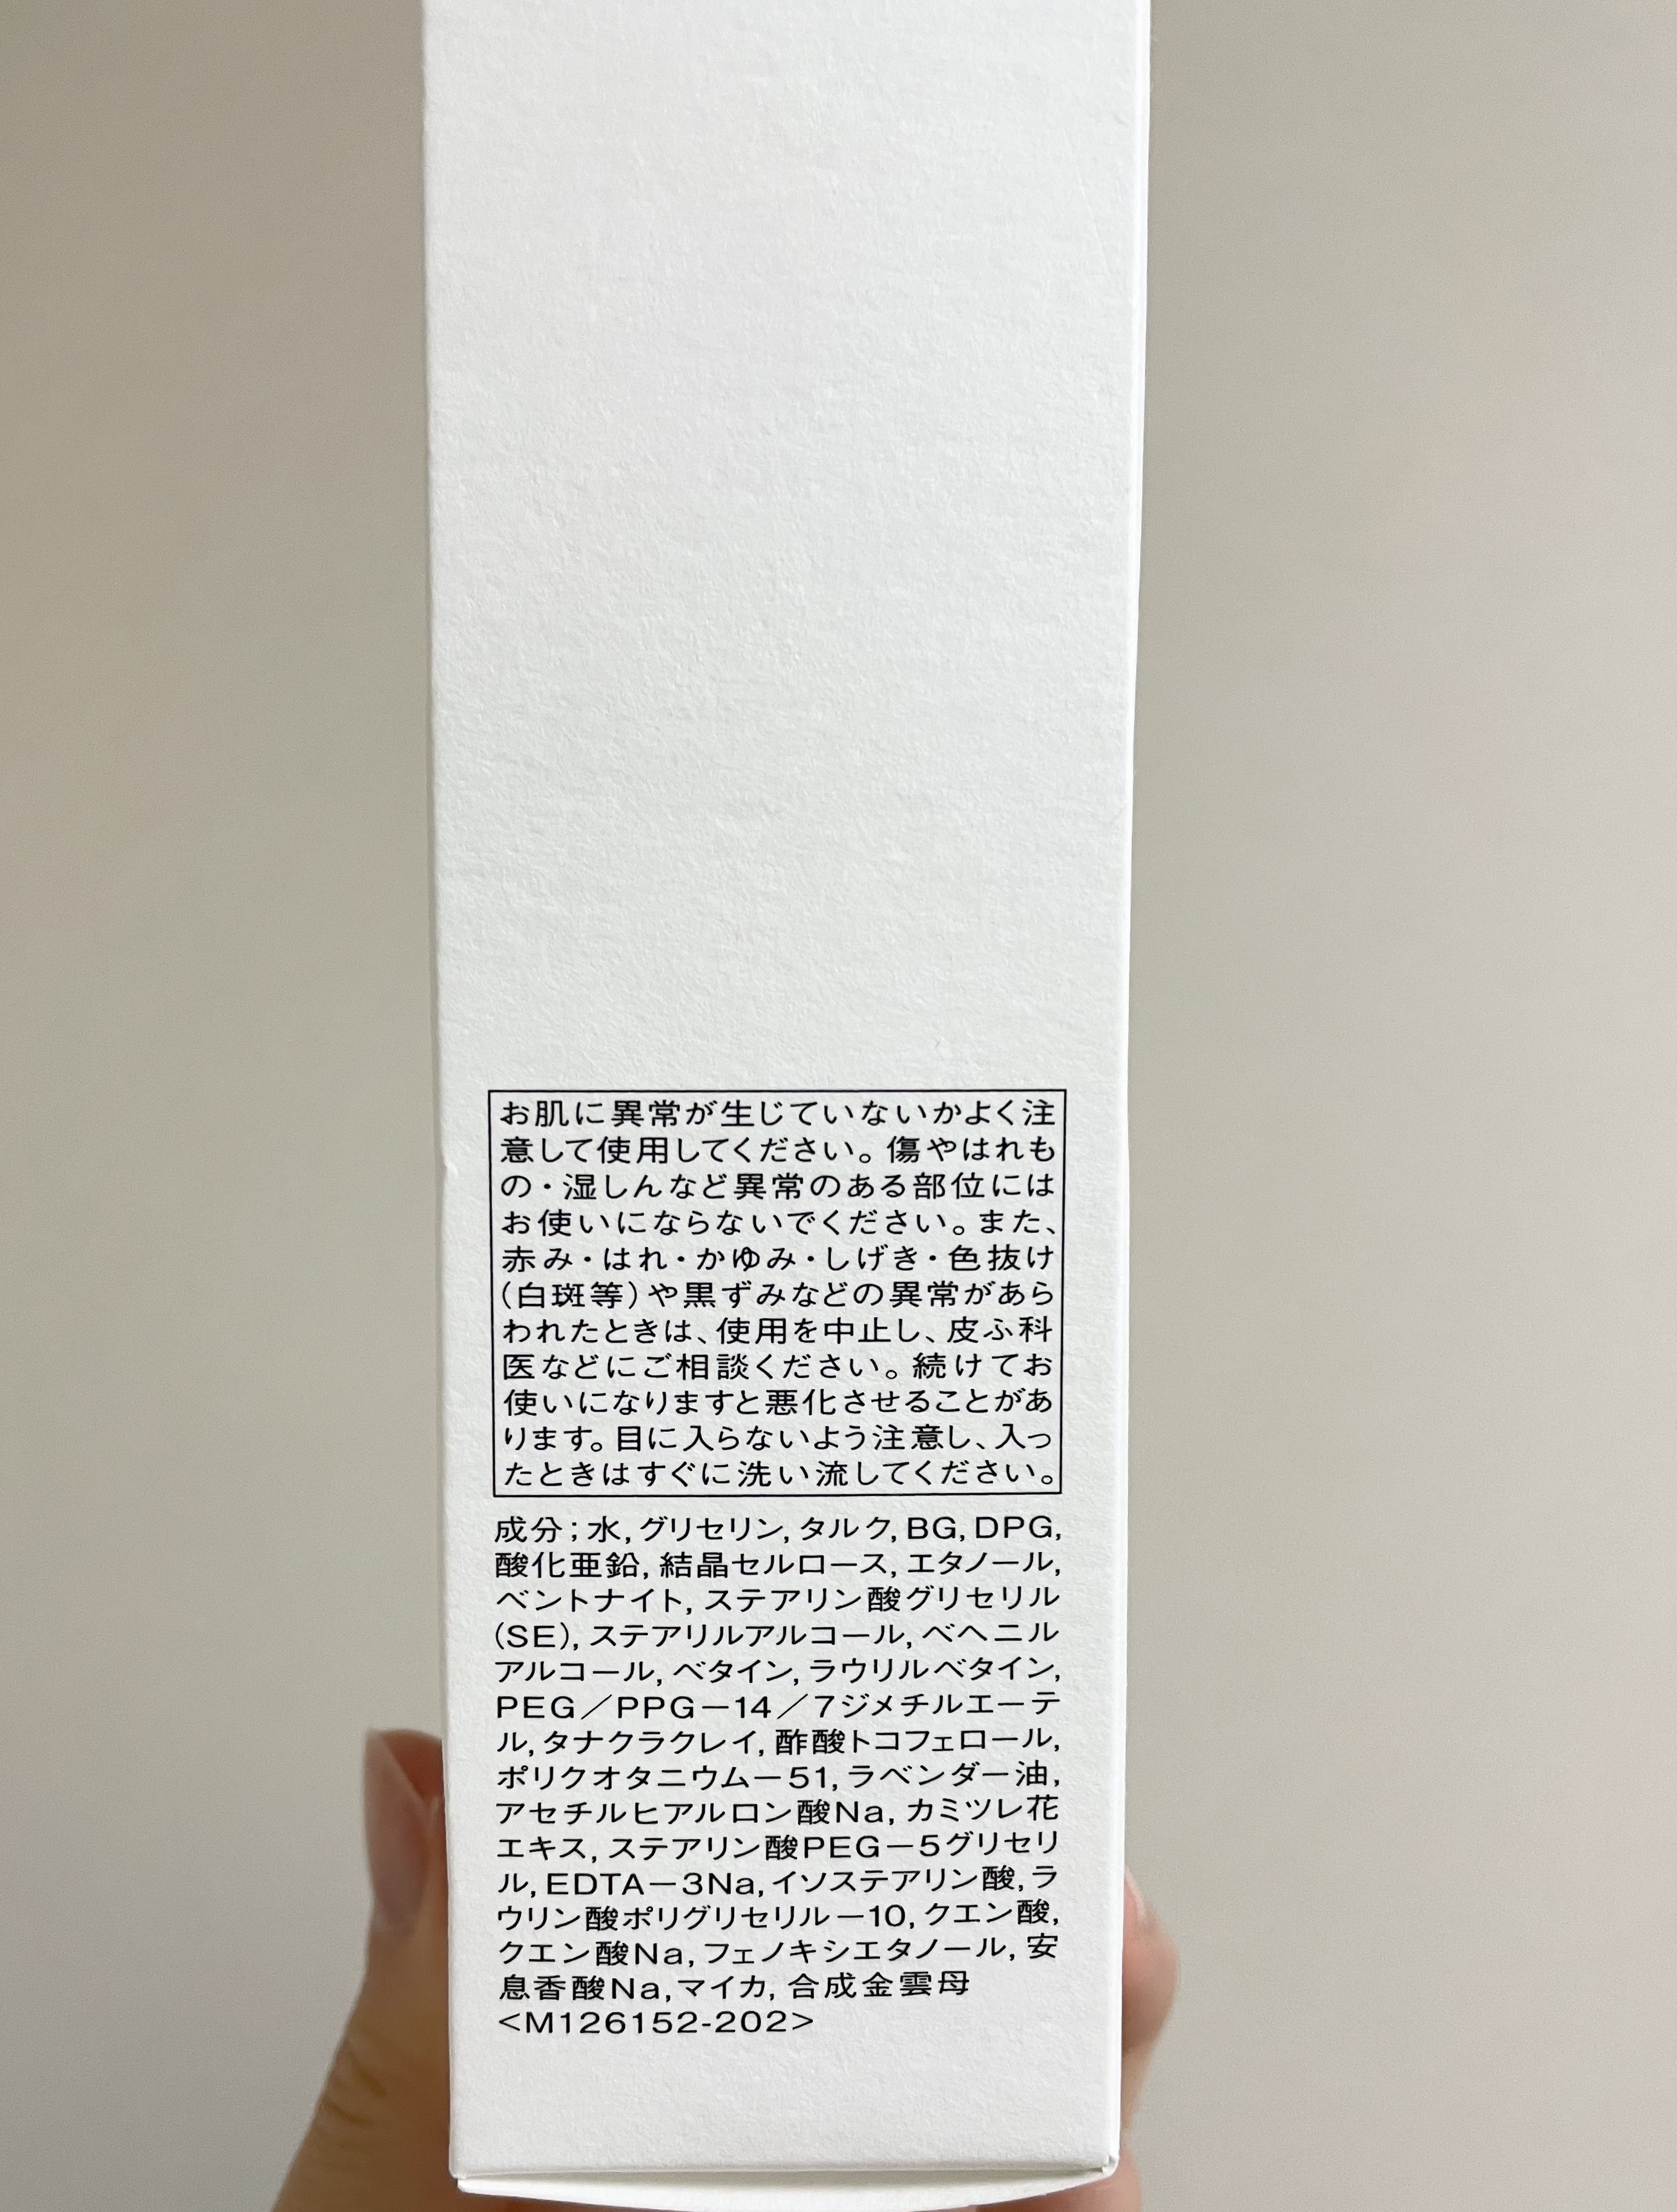 お肌に異常が生じていないかよく注
意して使用してください。傷やはれも
の・湿しんなど異常のある部位には
お使いにならないでください。また、
赤み・はれ・かゆみ・しげき・色抜け
(白斑等)や黒ずみなどの異常があら
われたときは、使用を中止し、皮ふ科
医などにご相談ください。続けてお
使いになりますと悪化させることがあ
ります。目に入らないよう注意し、入っ
たときはすぐに洗い流してください。
成分;水,グリセリン,タルク,BG,DPG,
酸化亜鉛,結晶セルロース,エタノール,
ベントナイト,ステアリン酸グリセリル
(SE),ステアリルアルコール,ベヘニル
アルコール,ベタイン,ラウリルベタイン,
PEG/PPG-14/7ジメチルエーテ
ル,タナクラクレイ,酢酸トコフェロール,
ポリクオタニウム-51,ラベンダー油,
アセチルヒアルロン酸Na,カミツレ花
エキス,ステアリン酸PEG-5グリセリ
ル,EDTA-3Na,イソステアリン酸,ラ
ウリン酸ポリグリセリル-10,クエン酸,
クエン酸Na,フェノキシエタノール,安
息香酸Na,マイカ,合成金雲母
<M126152-202>